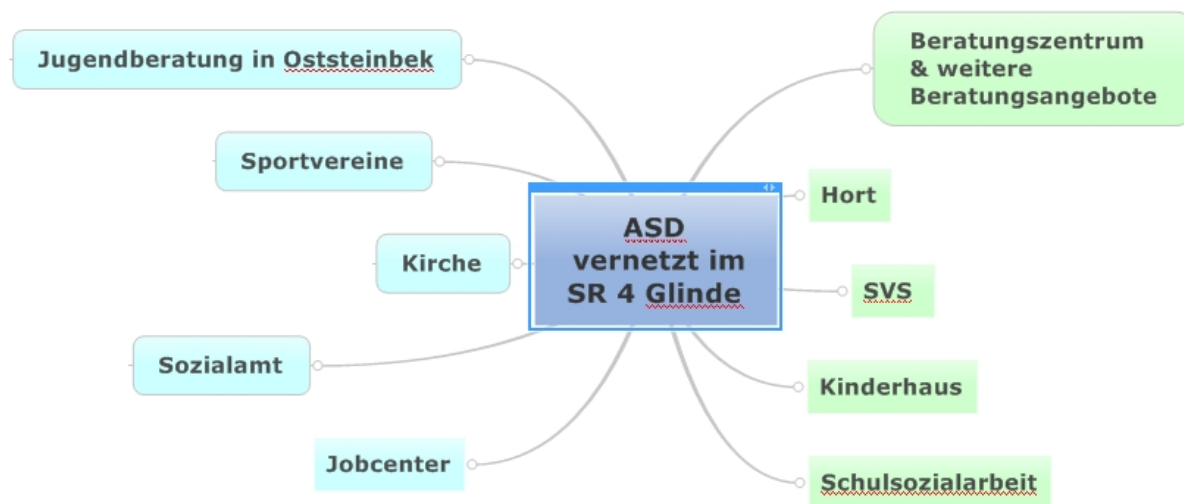 Jugendberatung in Oststeinbek
Sportvereine
Kirche
Sozialamt
Jobcenter
ASD
vernetzt im
SR 4 Glinde
Beratungszentrum
& weitere
Beratungsangebote
Hort
SVS
Kinderhaus
Schulsozialarbeit